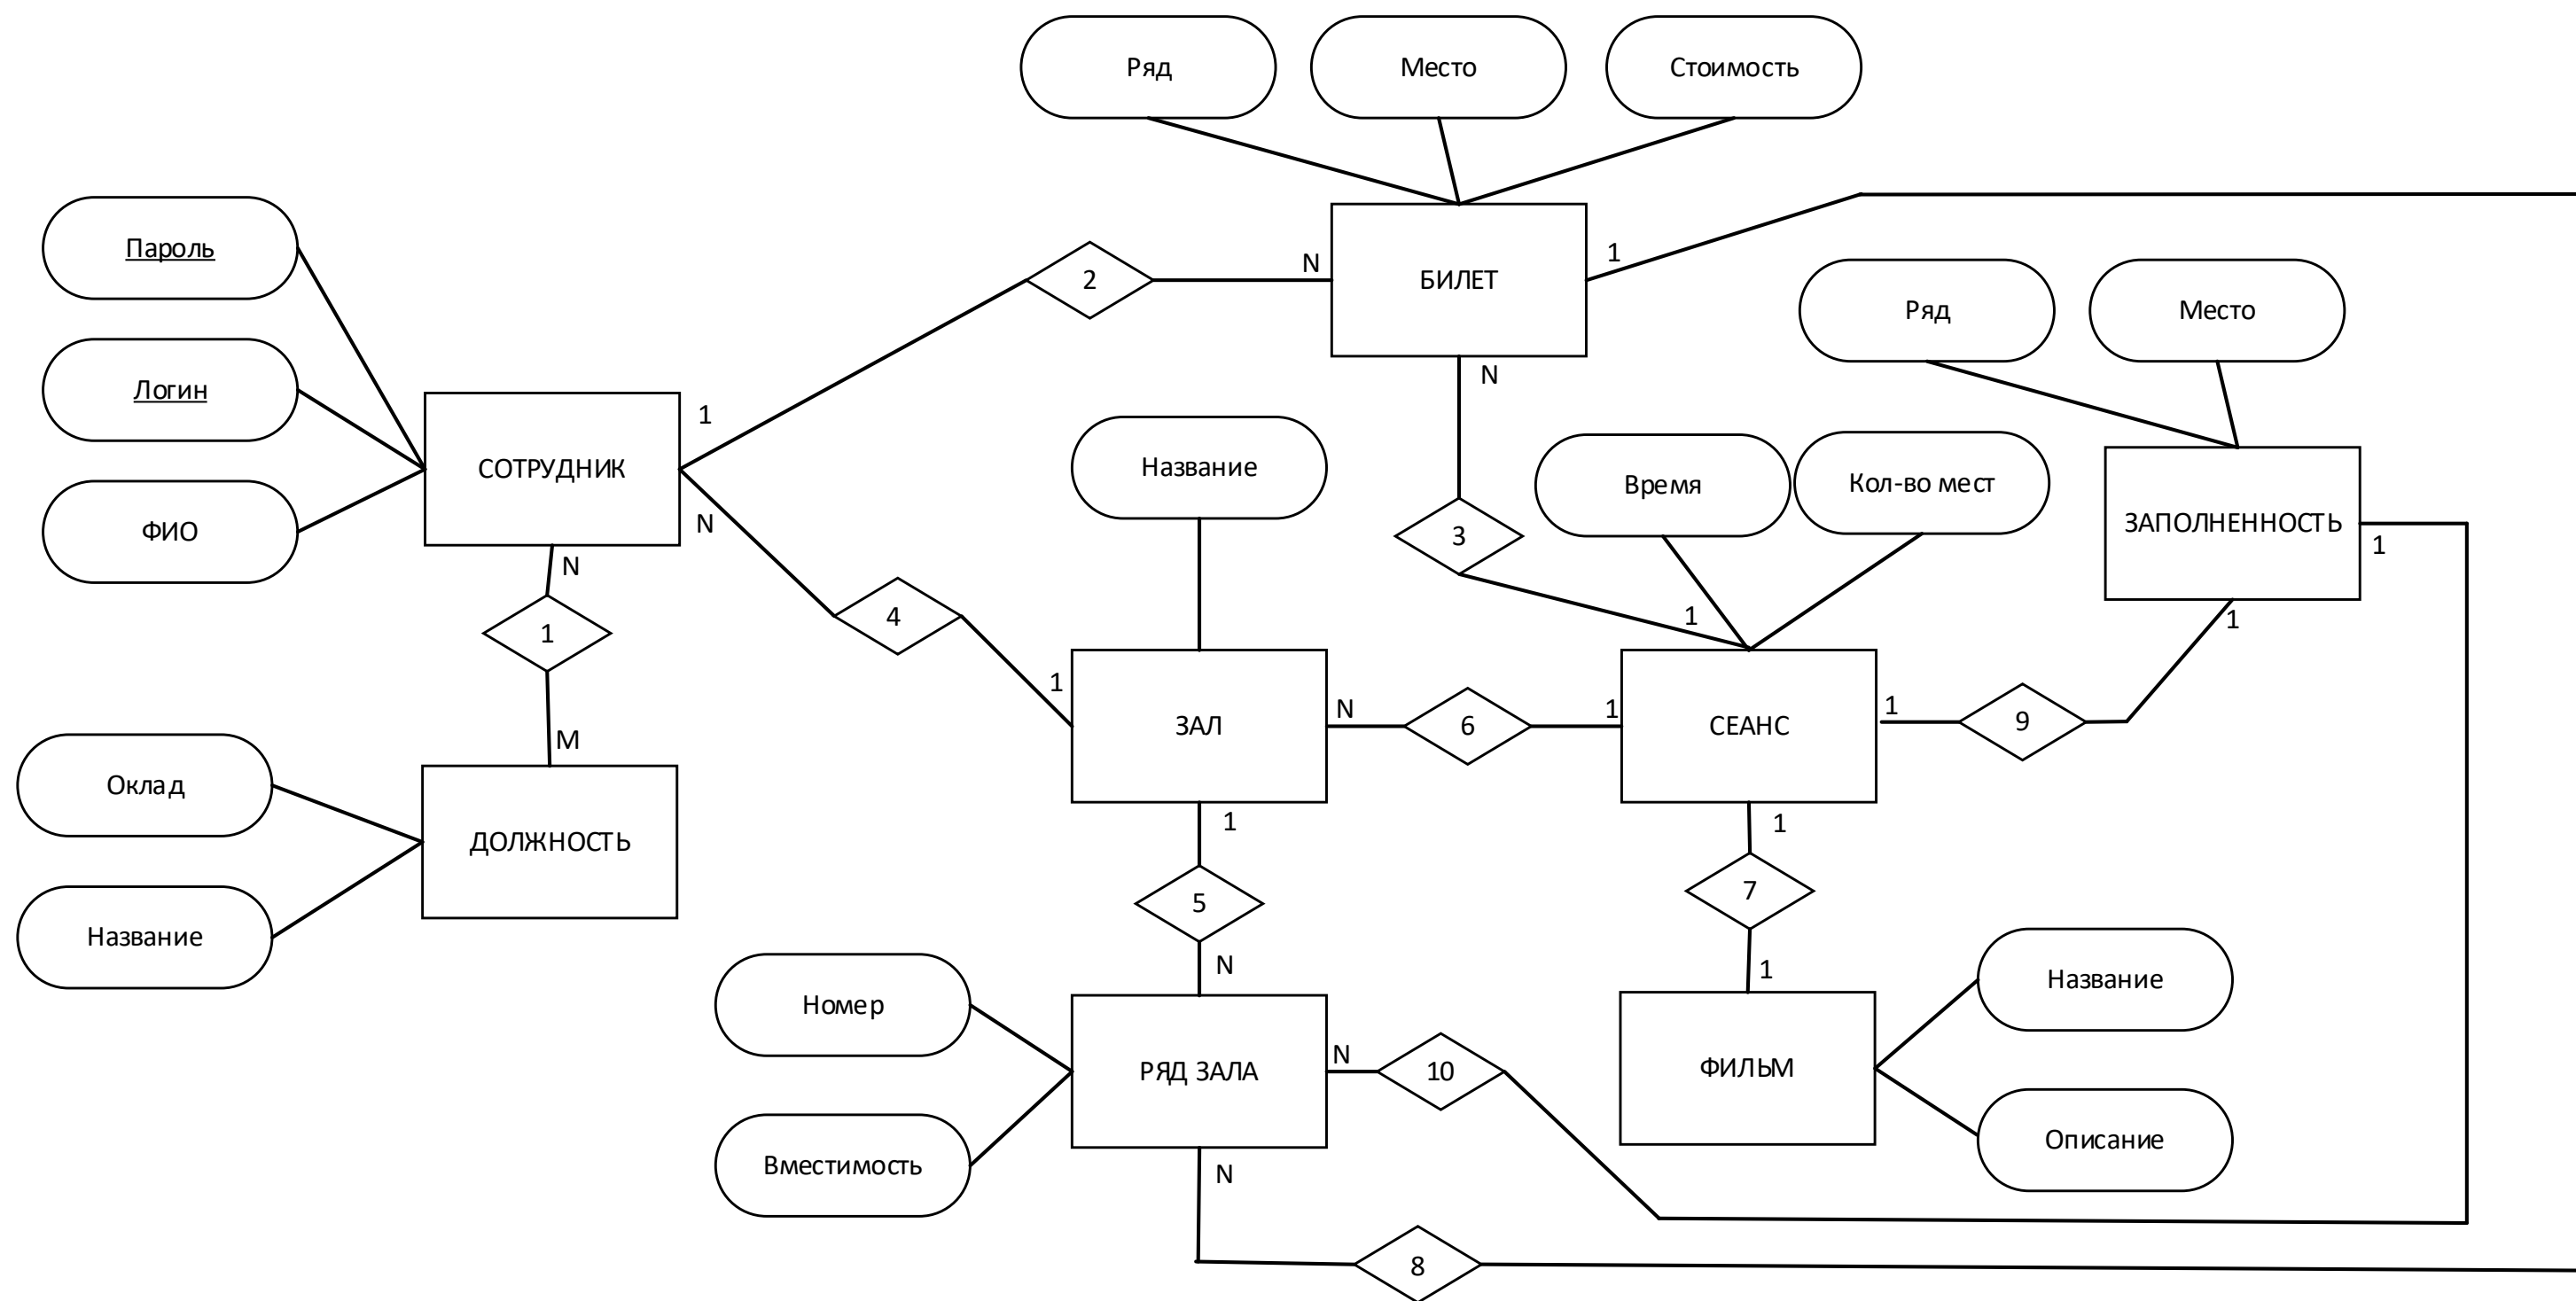 Ряд
Место
Стоимость
Пароль
2
N
БИЛЕТ
1
Ряд
Место
Логин
1
N
СОТРУДНИК
Название
Время
Кол-во мест
ФИО
N
3
ЗАПОЛНЕННОСТЬ
1
N
4
1
1
1
1
M
1
ЗАЛ
N
6
1
СЕАНС
1
9
Оклад
ДОЛЖНОСТЬ
1
1
5
7
Название
N
1
Название
Номер
РЯД ЗАЛА
N
10
ФИЛЬМ
Вместимость
N
Описание
8